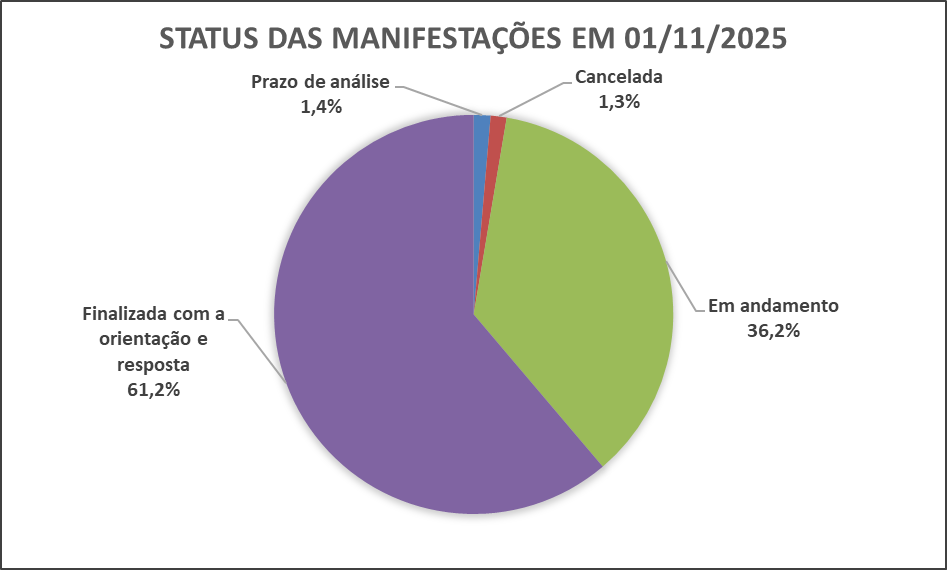 STATUS DAS MANIFESTAÇÕES EM 01/11/2025
Prazo de análise
1,4%
Cancelada
1,3%
Em andamento
36,2%
Finalizada com a
orientação e
resposta
61,2%